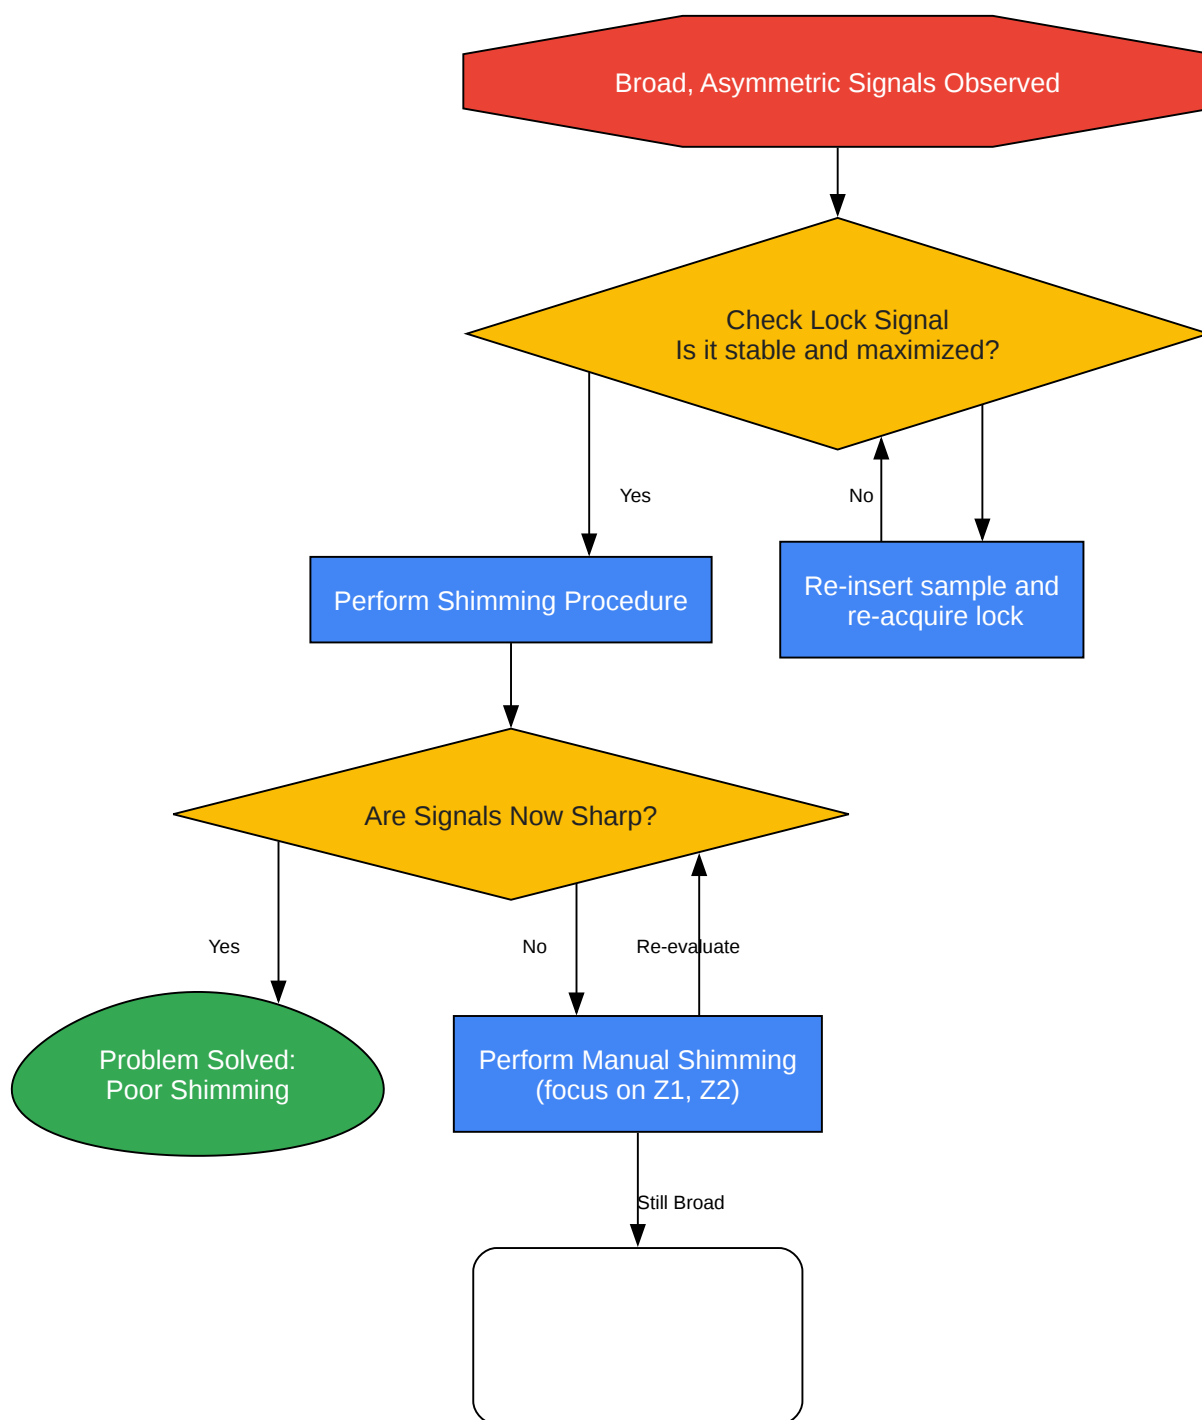 Broad, Asymmetric Signals Observed
Check Lock Signal
Is it stable and maximized?
Yes
No
Perform Shimming Procedure
Re-insert sample and
re-acquire lock
Are Signals Now Sharp?
Yes
No
Re-evaluate
Problem Solved:
Poor Shimming
Perform Manual Shimming
(focus on Z1, Z2)
Still Broad